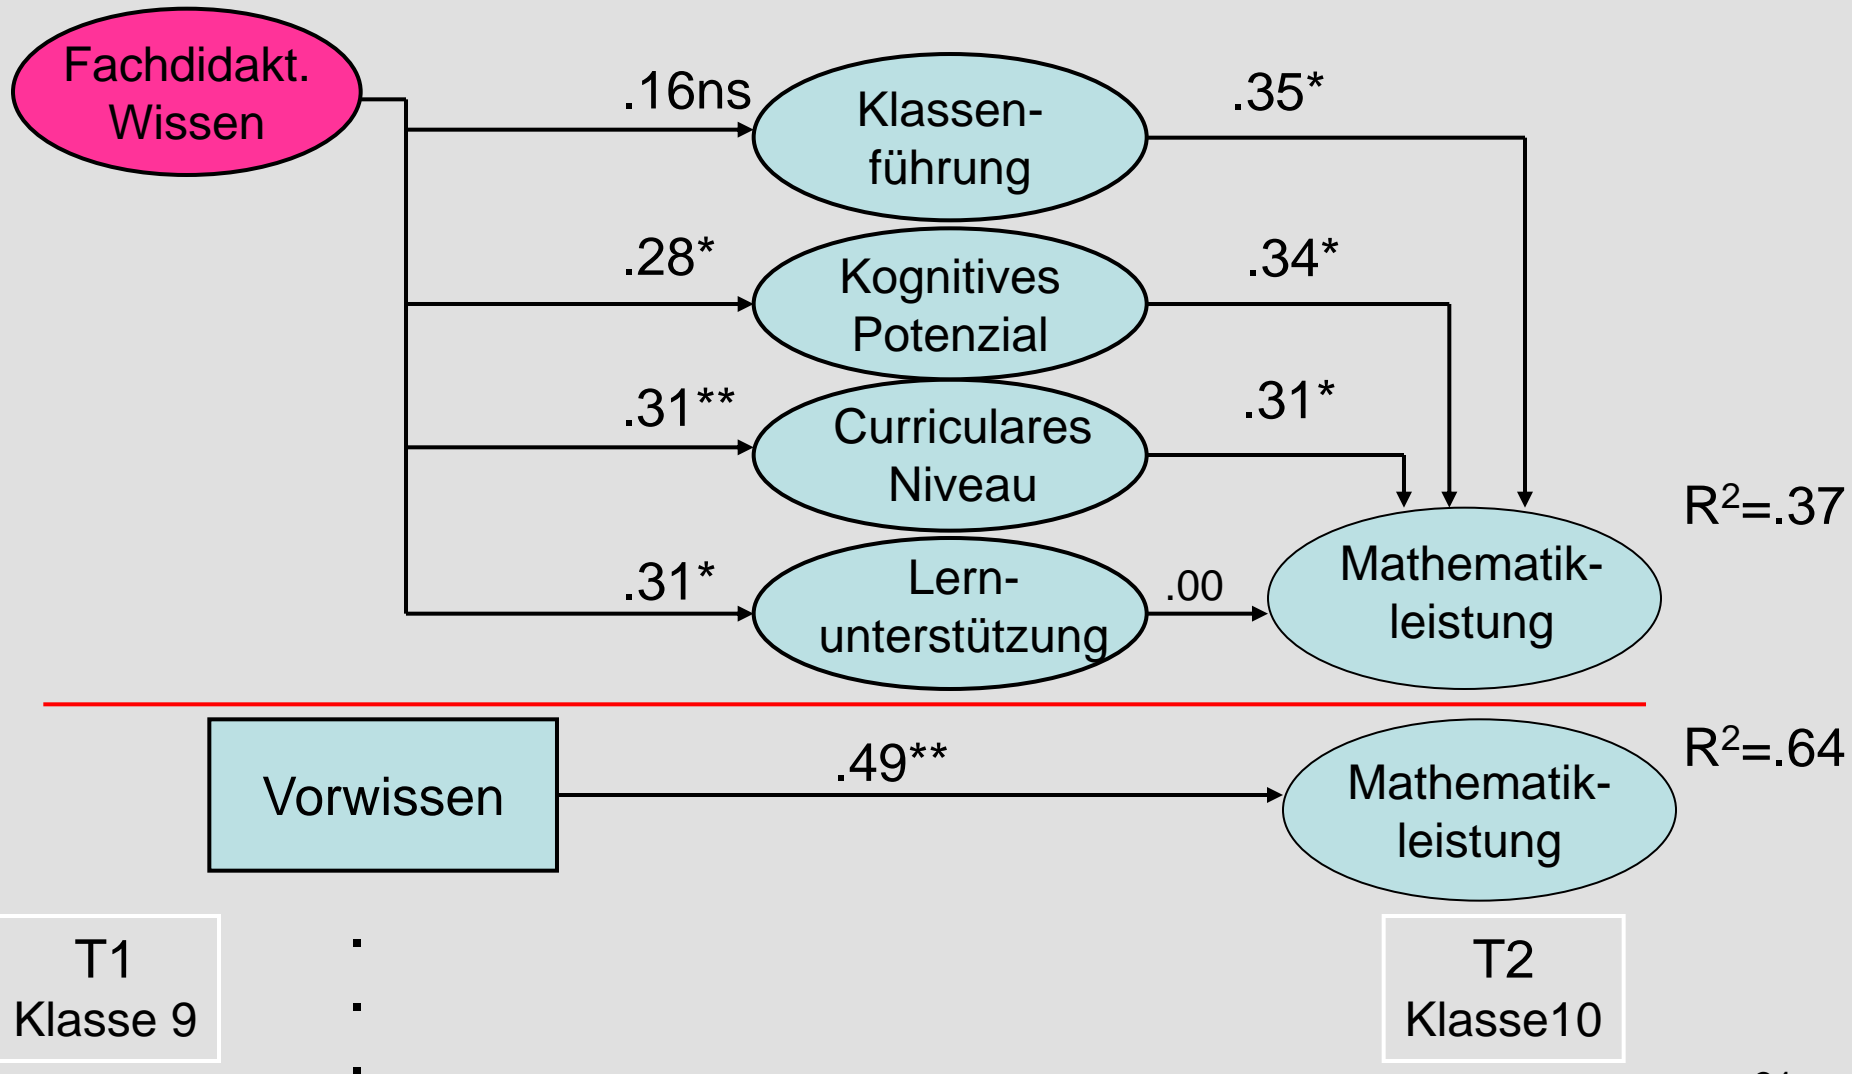 Fachdidakt.
Wissen
.16ns
Klassen-
führung
.35*
.28*
Kognitives
Potenzial
.34*
.31**
Curriculares
Niveau
.31*
R²=.37
.31*
Lern-
unterstützung
.00
Mathematik-
leistung
Vorwissen
.49**
Mathematik-
leistung
R²=.64
T1
Klasse 9
T2
Klasse10